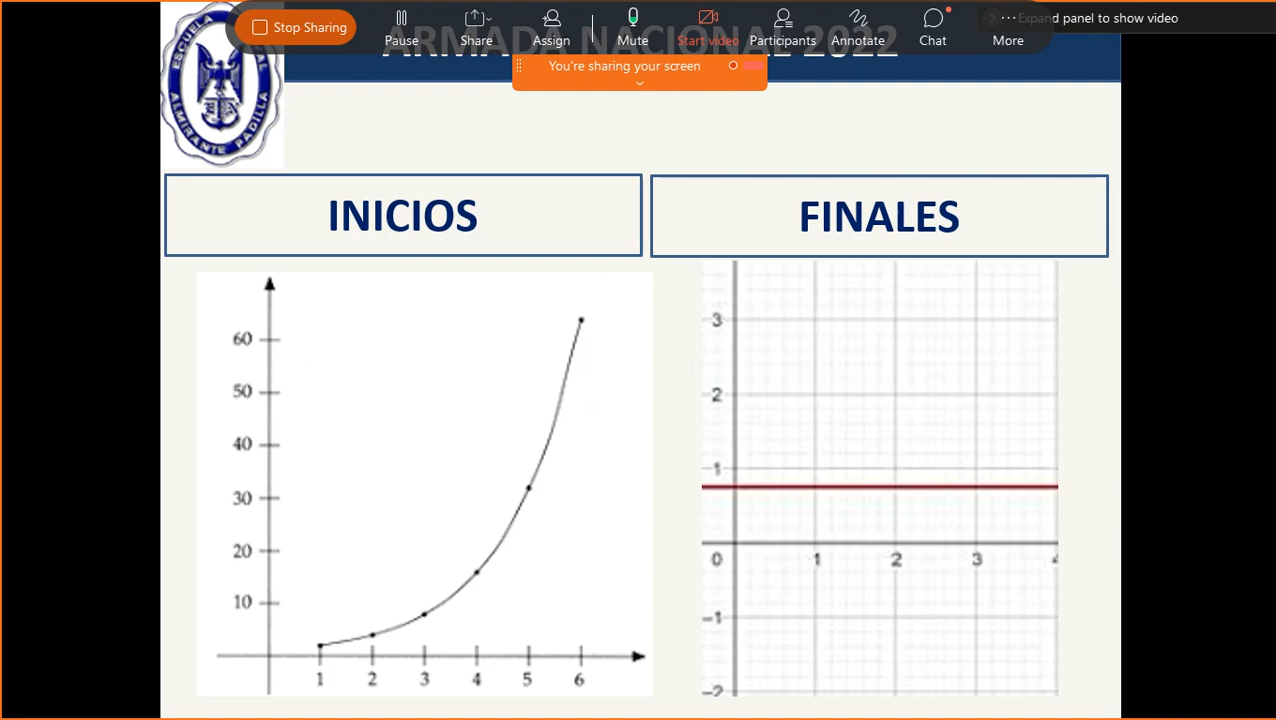 Stop Sharing
Pause
Share
Assign
Mute
Start video
Participants
Annotate
Chat
More
Expand panel to show video
ARMADA NACIONAL 2022
You're sharing your screen
ESCUELA
ALMIRANTE PADILLA
INICIOS
FINALES
60
50
40
30
20
10
1 2 3 4 5 6
3
2
1
0 1 2 3
-1
-2